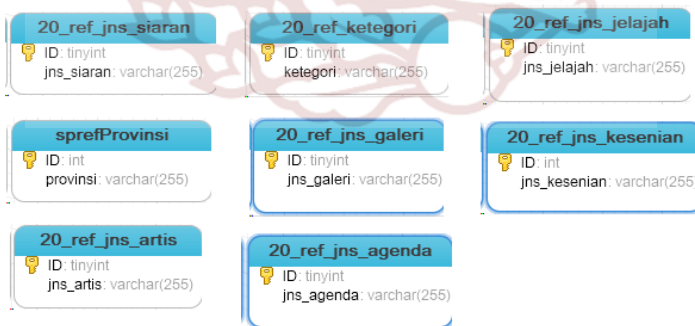 20_ref_jns_siaran
ID: tinyint
jns_siaran: varchar(255)
20_ref_ketegori
ID: tinyint
ketegori: varchar(255)
20_ref_jns_jelajah
ID: tinyint
jns_jelajah: varchar(255)
sprefProvinsi
ID: int
provinsi: varchar(255)
20_ref_jns_galeri
ID: tinyint
jns_galeri: varchar(255)
20_ref_jns_kesenian
ID: int
jns_kesenian: varchar(255
20_ref_jns_artis
ID: tinyint
jns_artis: varchar(255)
20_ref_jns_agenda
ID: tinyint
jns_agenda: varchar(255)